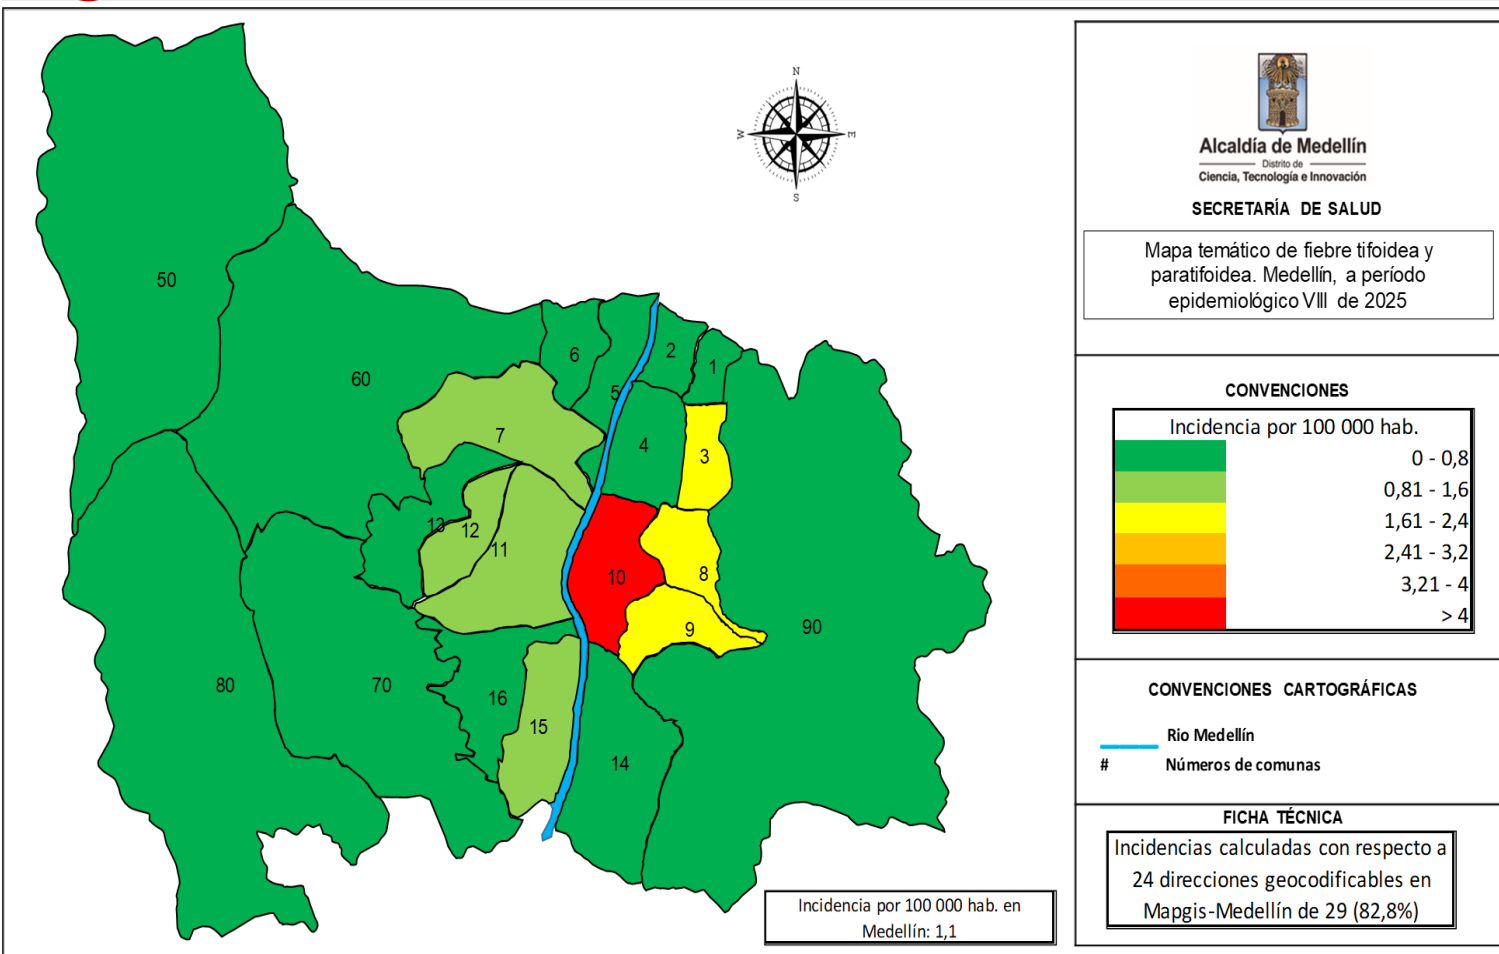 N
W
E
S
50
60
6
5
2
1
7
4
3
13
12
11
10
8
9
90
80
70
16
15
14
Incidencia por 100 000 hab. en
Medellín: 1,1
Alcaldía de Medellín
Distrito de
Ciencia, Tecnología e Innovación
SECRETARÍA DE SALUD
Mapa temático de fiebre tifoidea y
paratifoidea. Medellín, a período
epidemiológico VIII de 2025
CONVENCIONES
Incidencia por 100 000 hab.
0 - 0,8
0,81 - 1,6
1,61 - 2,4
2,41 - 3,2
3,21 - 4
> 4
CONVENCIONES CARTOGRÁFICAS
Rio Medellín
# Números de comunas
FICHA TÉCNICA
Incidencias calculadas con respecto a
24 direcciones geocodificables en
Mapgis-Medellín de 29 (82,8%)